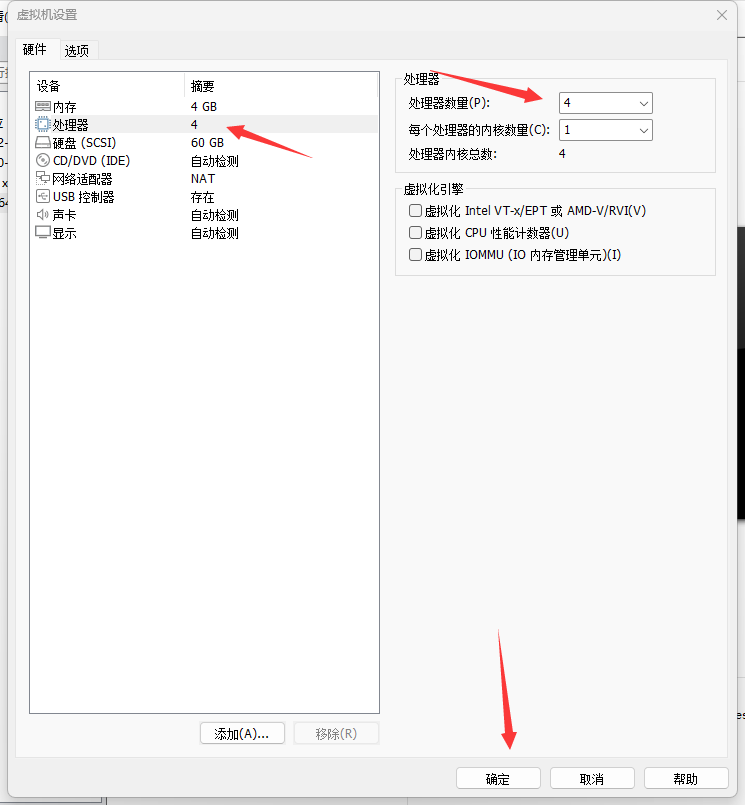 虚拟机设置
硬件 选项
设备 摘要
内存 4 GB
处理器 4
硬盘 (SCSI) 60 GB
CD/DVD (IDE) 自动检测
网络适配器 NAT
USB 控制器 存在
声卡 自动检测
显示 自动检测
添加(A)... 移除(R)
处理器
处理器数量(P): 4
每个处理器的内核数量(C): 1
处理器内核总数: 4
虚拟化引擎
虚拟化 Intel VT-x/EPT 或 AMD-V/RVI(V)
虚拟化 CPU 性能计数器(U)
虚拟化 IOMMU (IO 内存管理单元)(I)
确定 取消 帮助